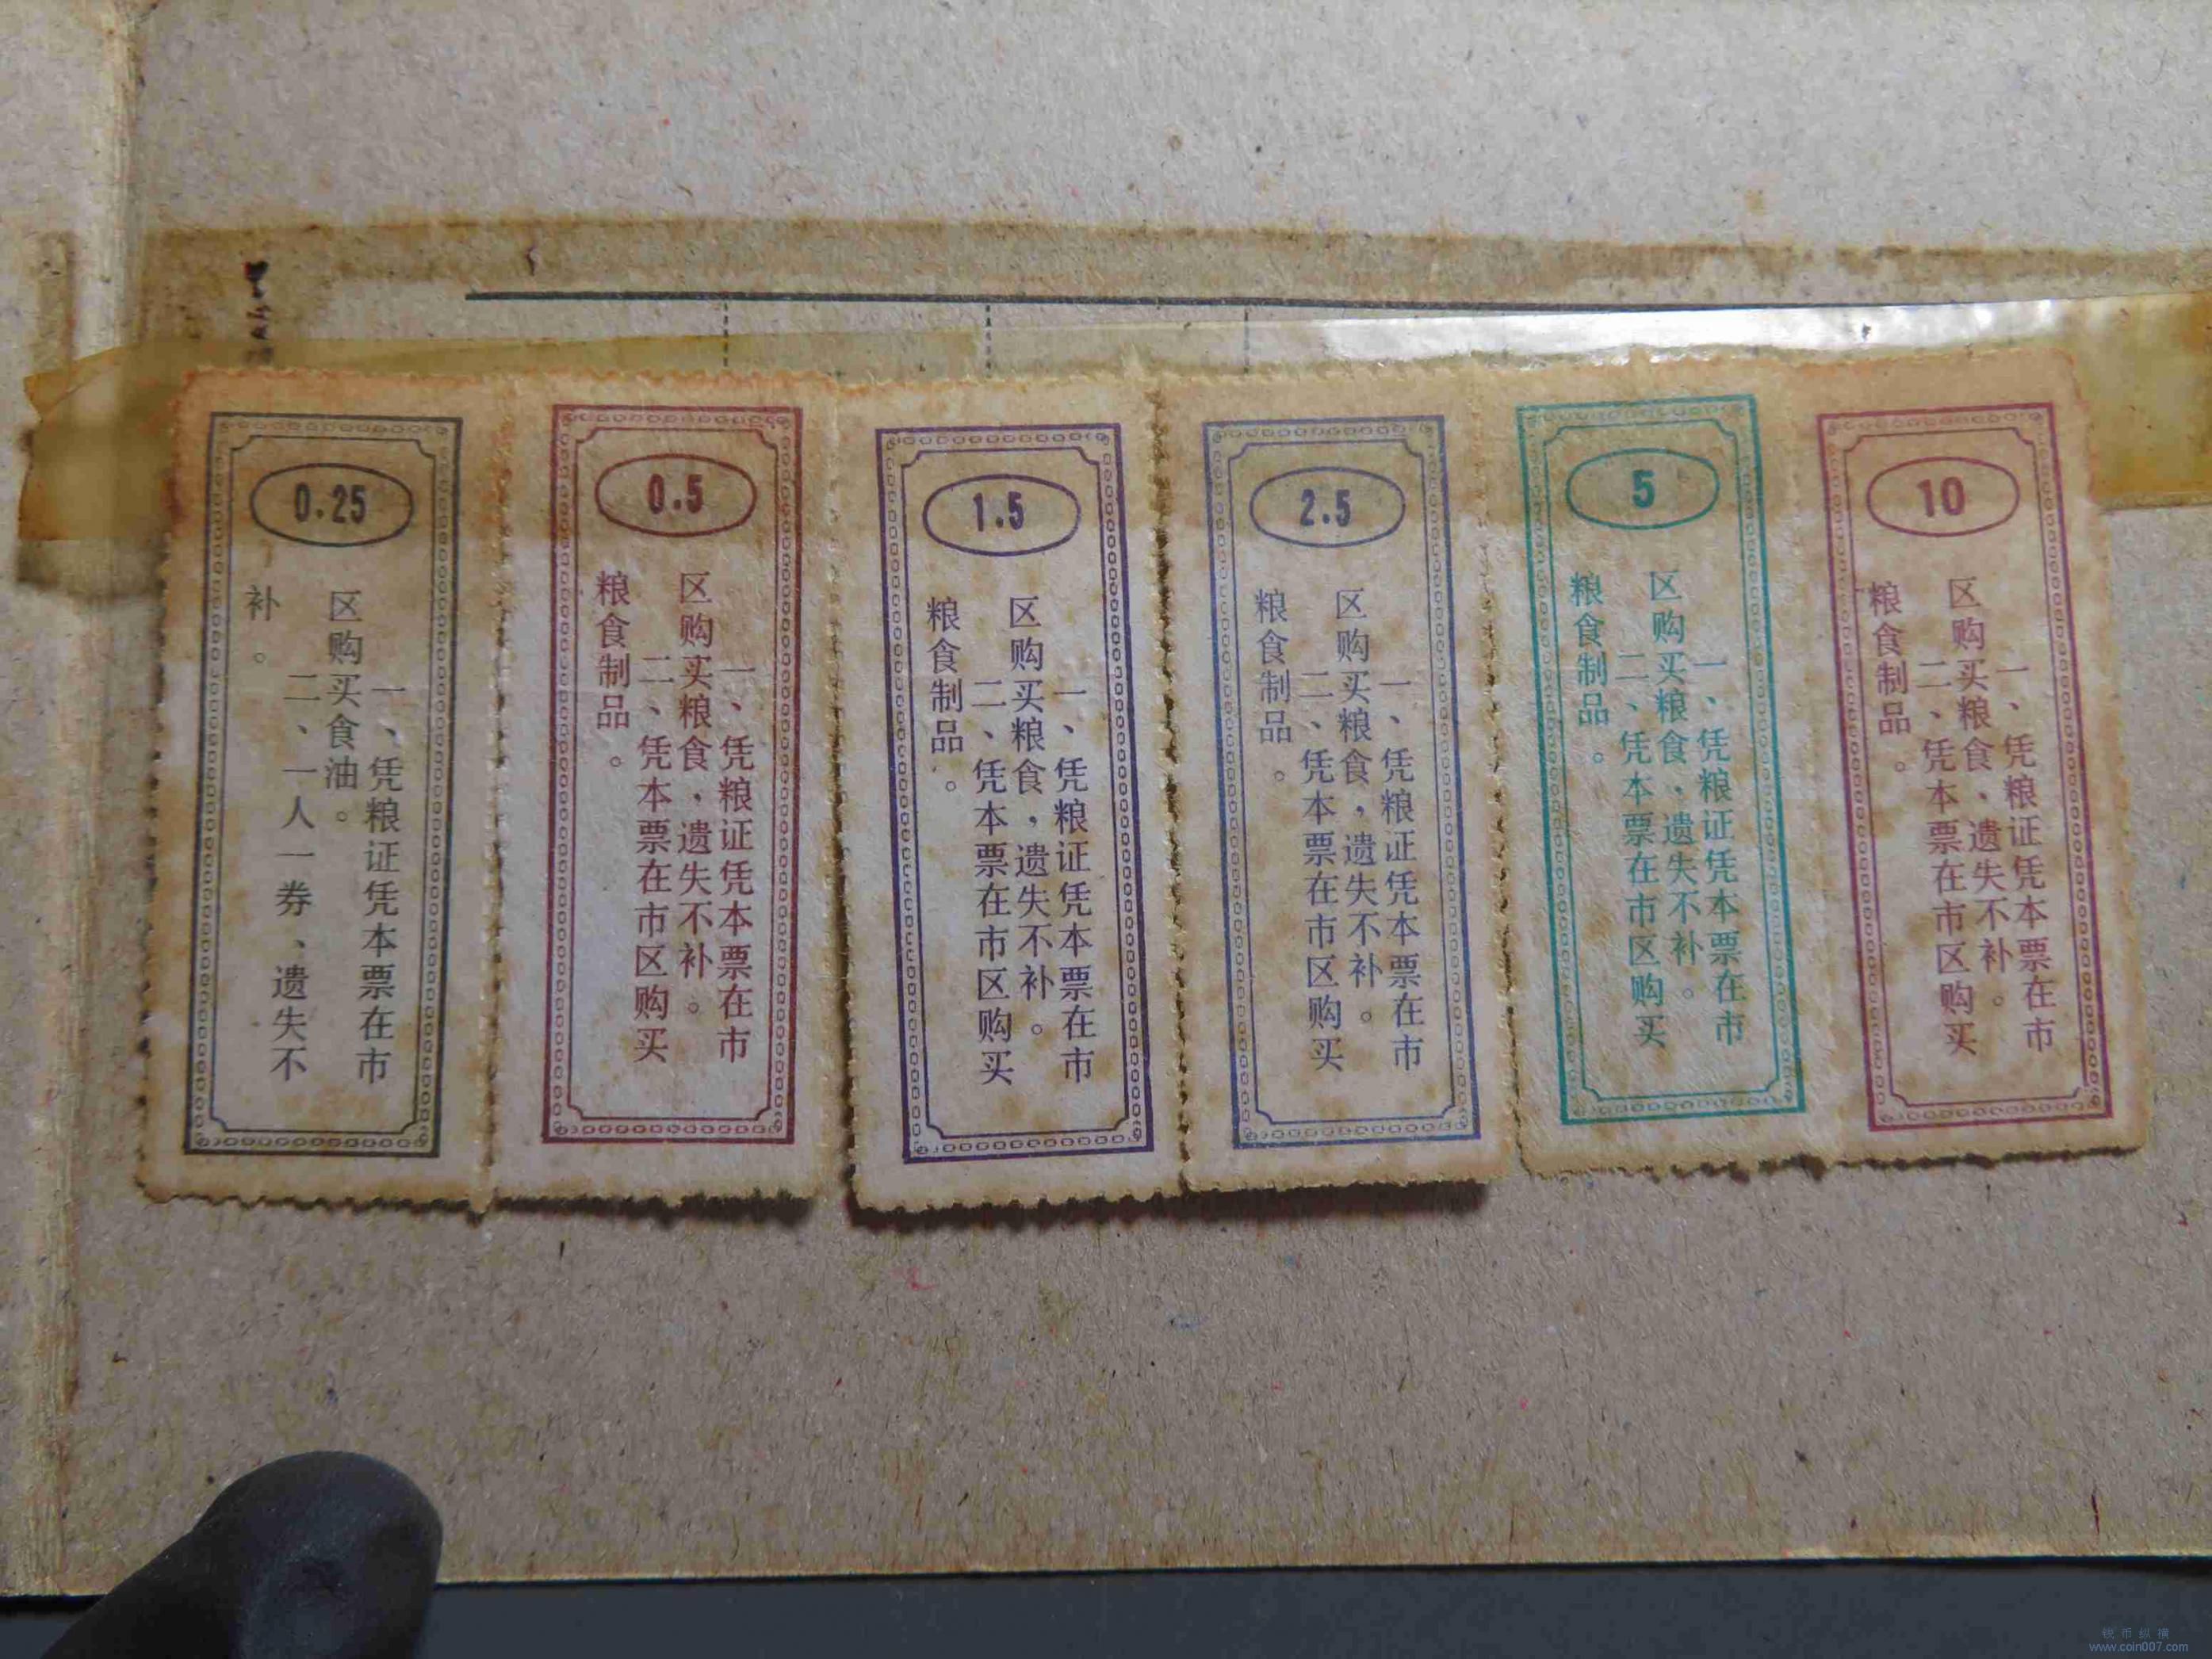 0.25
一、凭粮证凭本票在市
区购买食油。
二、一人一券、遗失不
补。
0.5
一、凭粮证凭本票在市
区购买粮食，遗失不补。
二、凭本票在市区购买
粮食制品。
1.5
一、凭粮证凭本票在市
区购买粮食，遗失不补。
二、凭本票在市区购买
粮食制品。
2.5
一、凭粮证凭本票在市
区购买粮食，遗失不补。
二、凭本票在市区购买
粮食制品。
5
一、凭粮证凭本票在市
区购买粮食，遗失不补。
二、凭本票在市区购买
粮食制品。
10
一、凭粮证凭本票在市
区购买粮食，遗失不补。
二、凭本票在市区购买
粮食制品。
锐币纵横
www.coin007.com